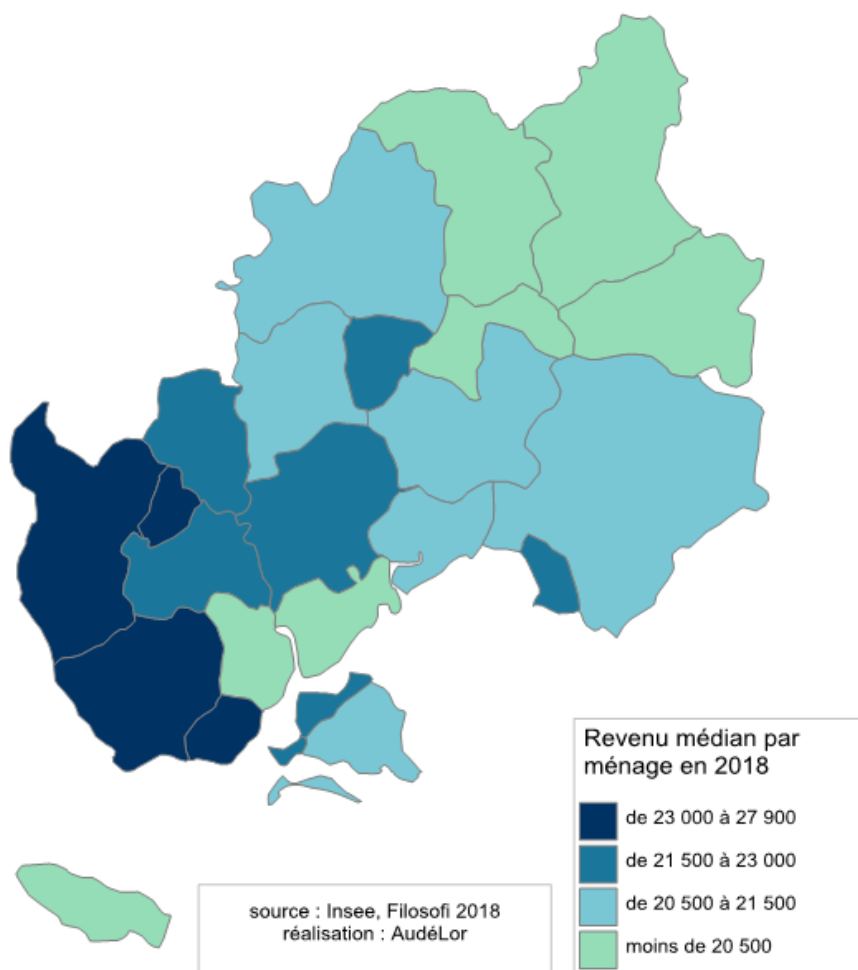 Revenu médian par
ménage en 2018
de 23 000 à 27 900
de 21 500 à 23 000
de 20 500 à 21 500
moins de 20 500
source : Insee, Filosofi 2018
réalisation : AudéLor